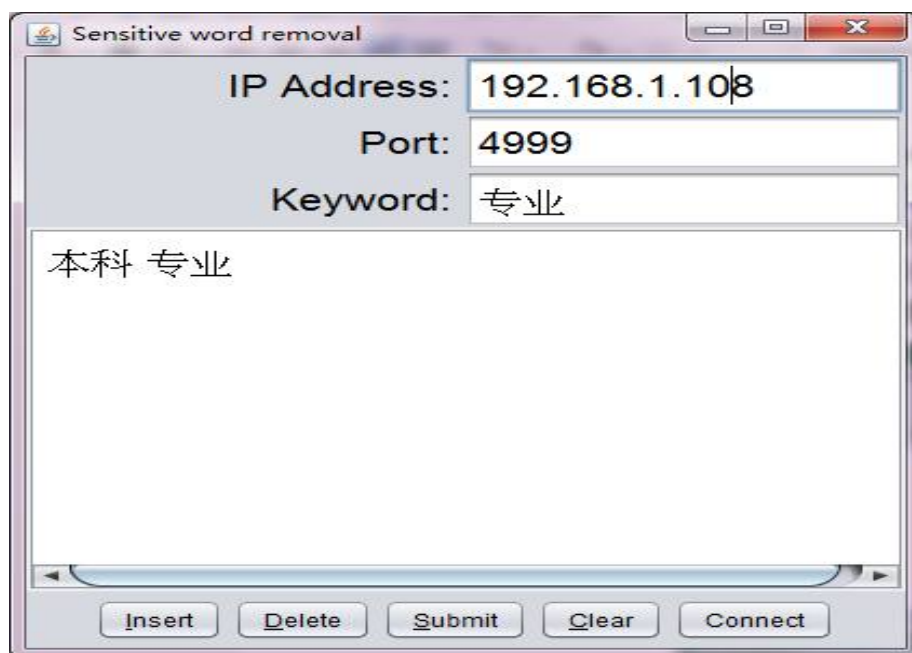 Sensitive word removal
IP Address: 192.168.1.108
Port: 4999
Keyword: 专业
本科 专业
Insert Delete Submit Clear Connect